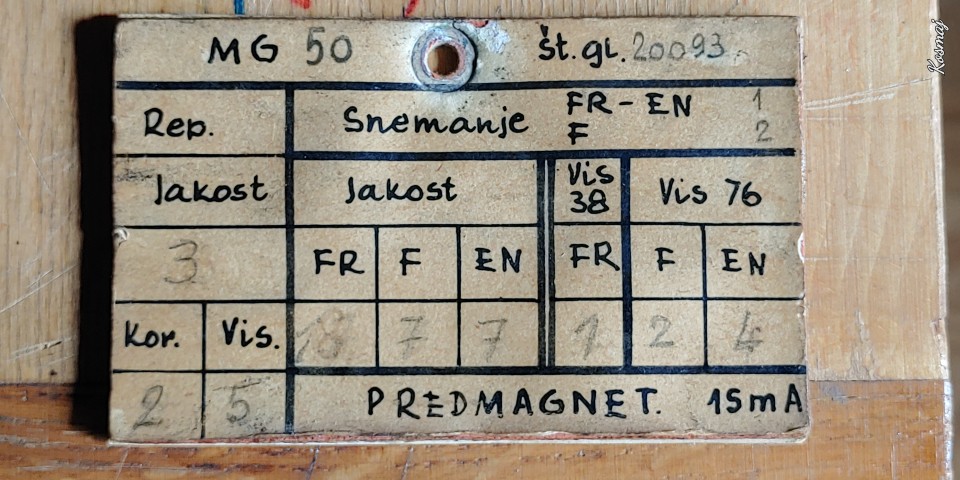 MG 50 št.gl. 20093
Rep. Snemanje FR - EN 1
F 2
Jakost Jakost Vis 38 Vis 76
3 FR F EN FR F EN
Kor. Vis. 18 7 7 1 2 4
2 5 PREDMAGNET. 15mA
Kosmaj